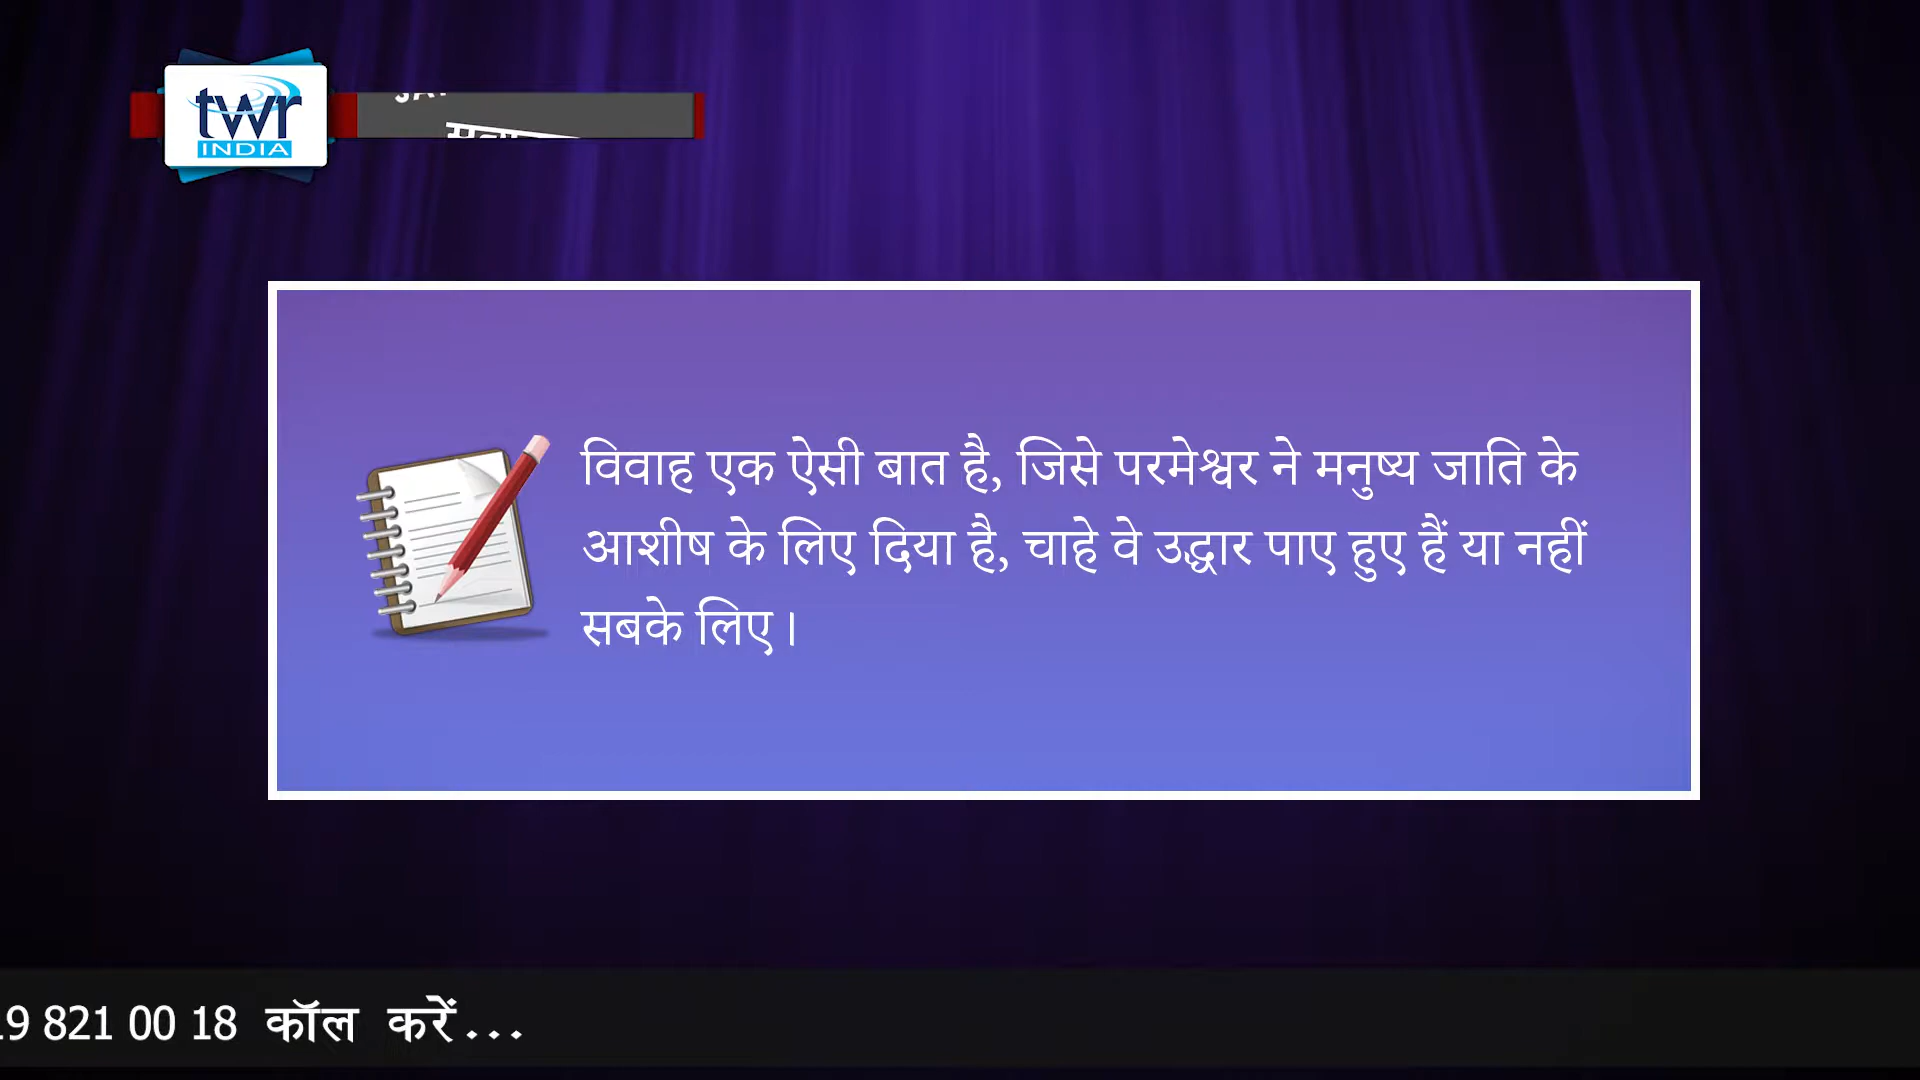 twr
INDIA
विवाह एक ऐसी बात है, जिसे परमेश्वर ने मनुष्य जाति के
आशीष के लिए दिया है, चाहे वे उद्धार पाए हुए हैं या नहीं
सबके लिए।
9 821 00 18 कॉल करें...